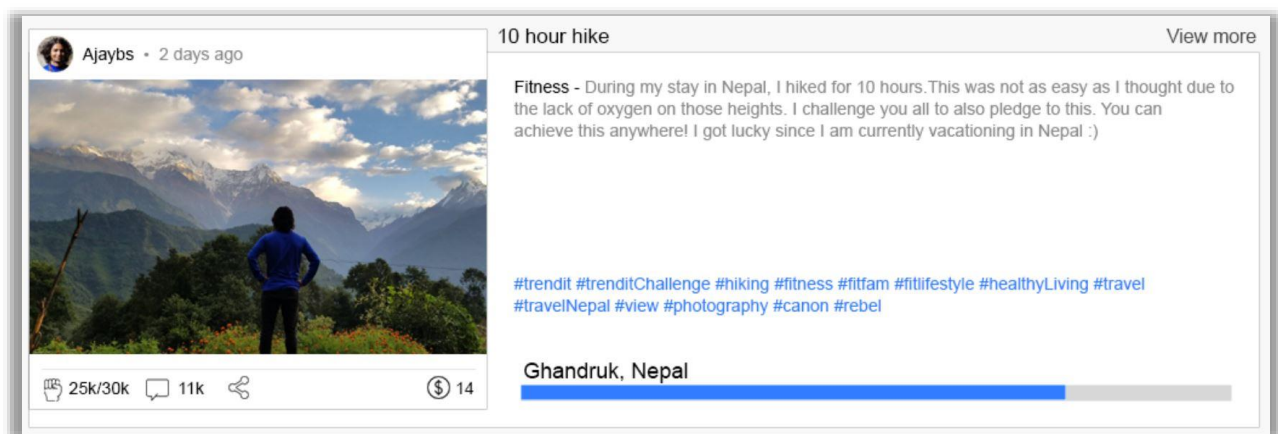 Ajaybs • 2 days ago
25k/30k 11k $ 14
10 hour hike View more
Fitness - During my stay in Nepal, I hiked for 10 hours.This was not as easy as I thought due to
the lack of oxygen on those heights. I challenge you all to also pledge to this. You can
achieve this anywhere! I got lucky since I am currently vacationing in Nepal :)
#trendit #trenditChallenge #hiking #fitness #fitfam #fitlifestyle #healthyLiving #travel
#travelNepal #view #photography #canon #rebel
Ghandruk, Nepal